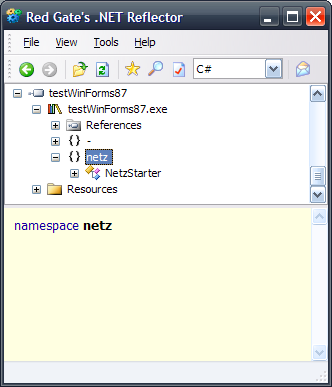 Red Gate's .NET Reflector
File View Tools Help
C#
testWinForms87
testWinForms87.exe
References
{} -
{} netz
NetzStarter
Resources
namespace netz